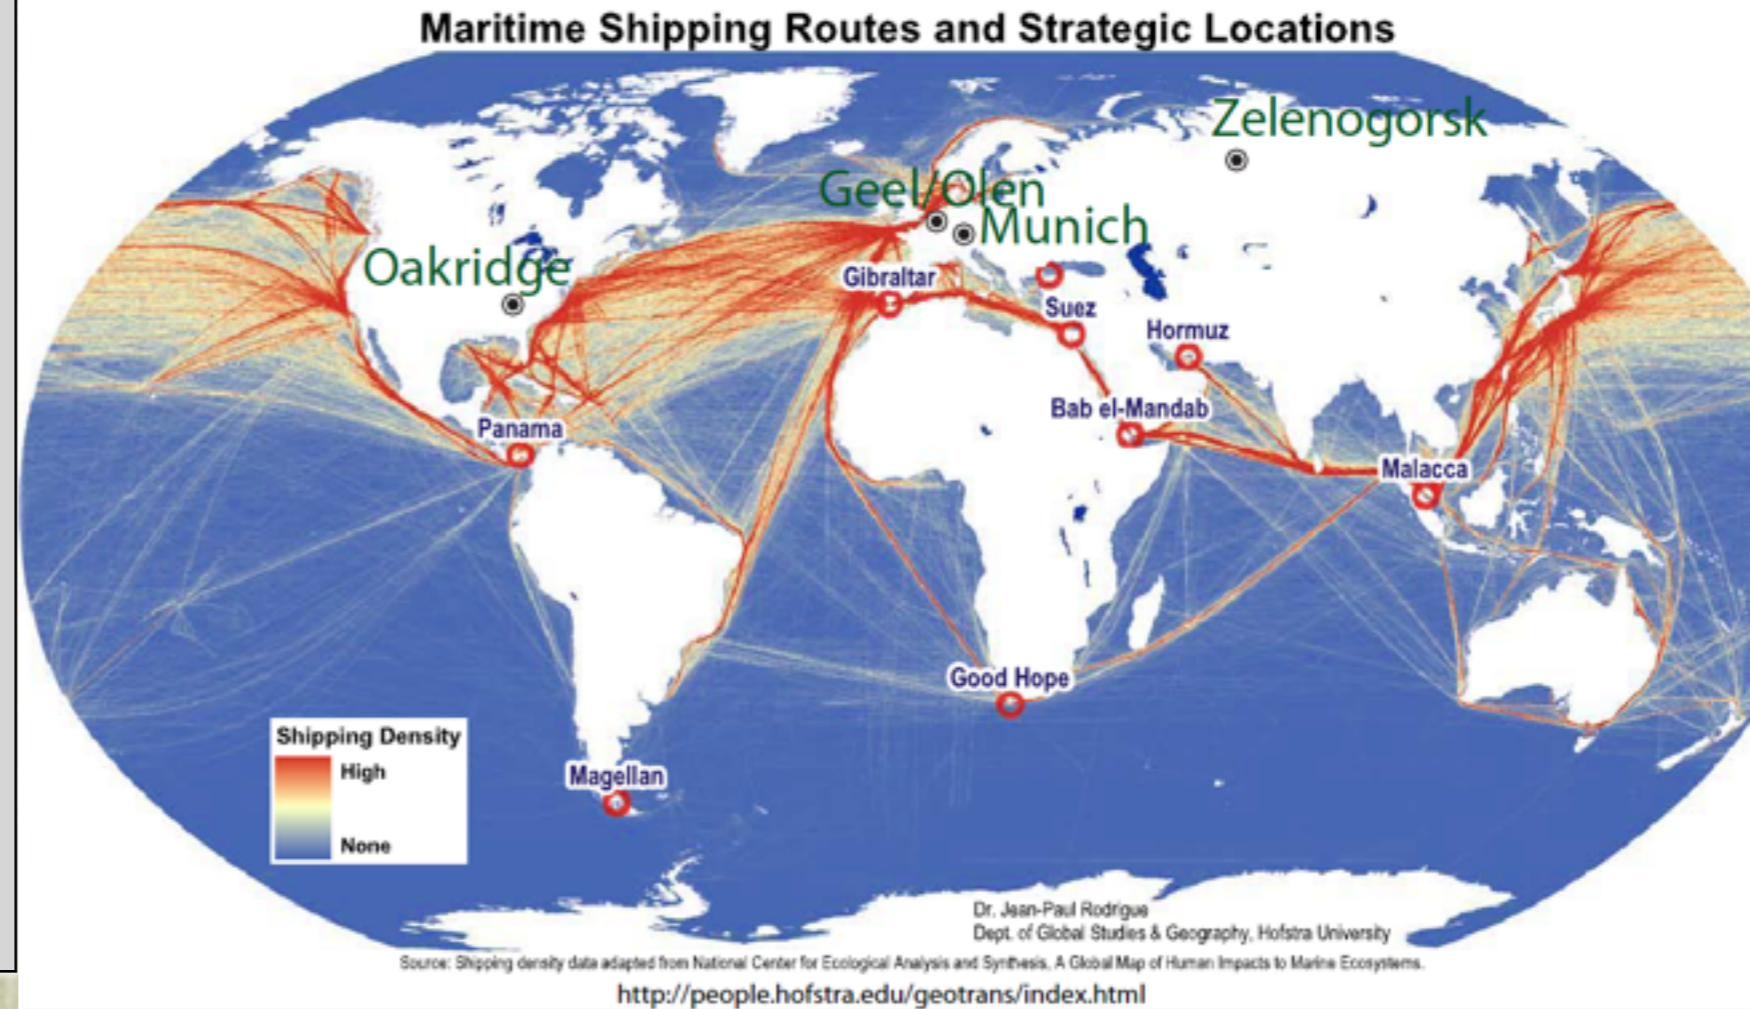 Maritime Shipping Routes and Strategic Locations
Zelenogorsk
Geel/Olen
Munich
Oakridge
Gibraltar
Suez
Hormuz
Bab el-Mandab
Panama
Malacca
Good Hope
Shipping Density
High
None
Magellan
Dr. Jean-Paul Rodrigue
Dept. of Global Studies & Geography, Hofstra University
Source: Shipping density data adapted from National Center for Ecological Analysis and Synthesis, A Global Map of Human Impacts to Marine Ecosystems.
http://people.hofstra.edu/geotrans/index.html